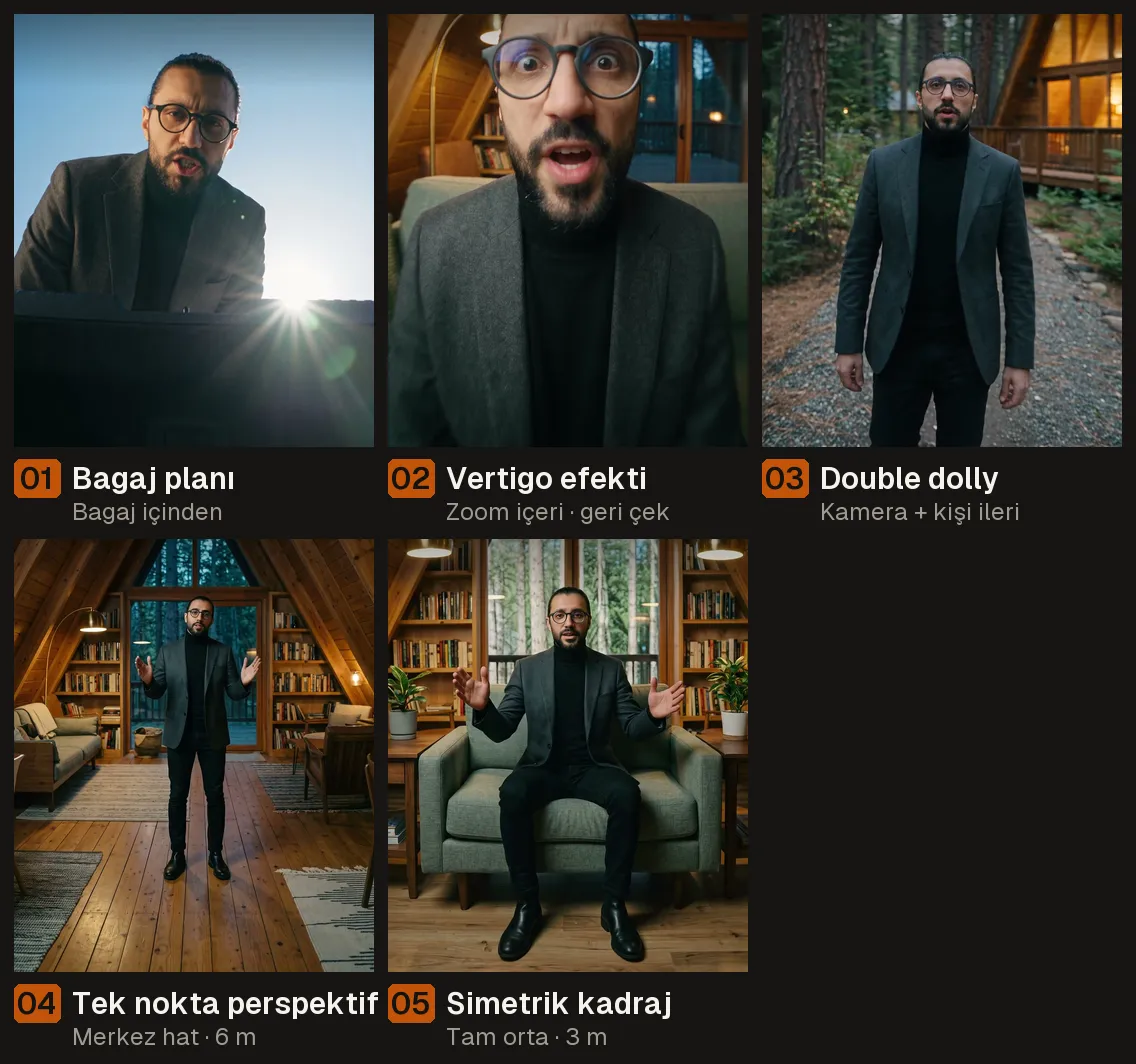 01 Bagaj planı
Bagaj içinden
02 Vertigo efekti
Zoom içeri · geri çek
03 Double dolly
Kamera + kişi ileri
04 Tek nokta perspektif
Merkez hat · 6 m
05 Simetrik kadraj
Tam orta · 3 m